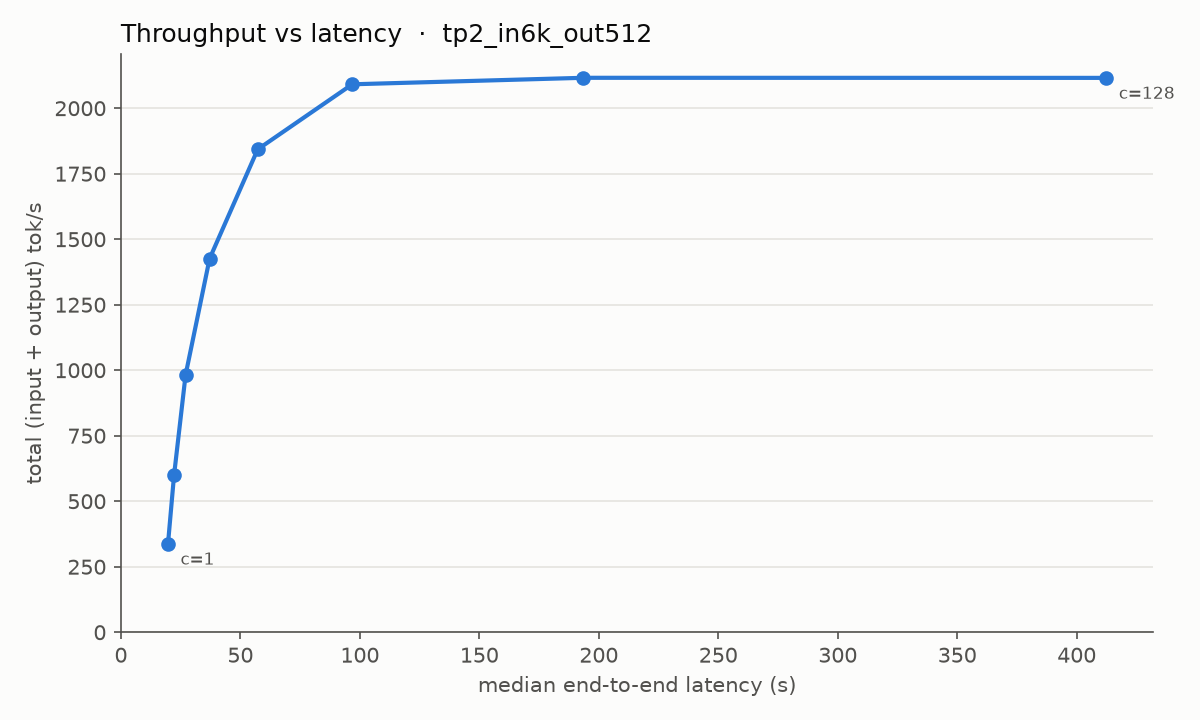 Throughput vs latency · tp2_in6k_out512
total (input + output) tok/s
2000
1750
1500
1250
1000
750
500
250
0
c=128
c=1
0 50 100 150 200 250 300 350 400
median end-to-end latency (s)